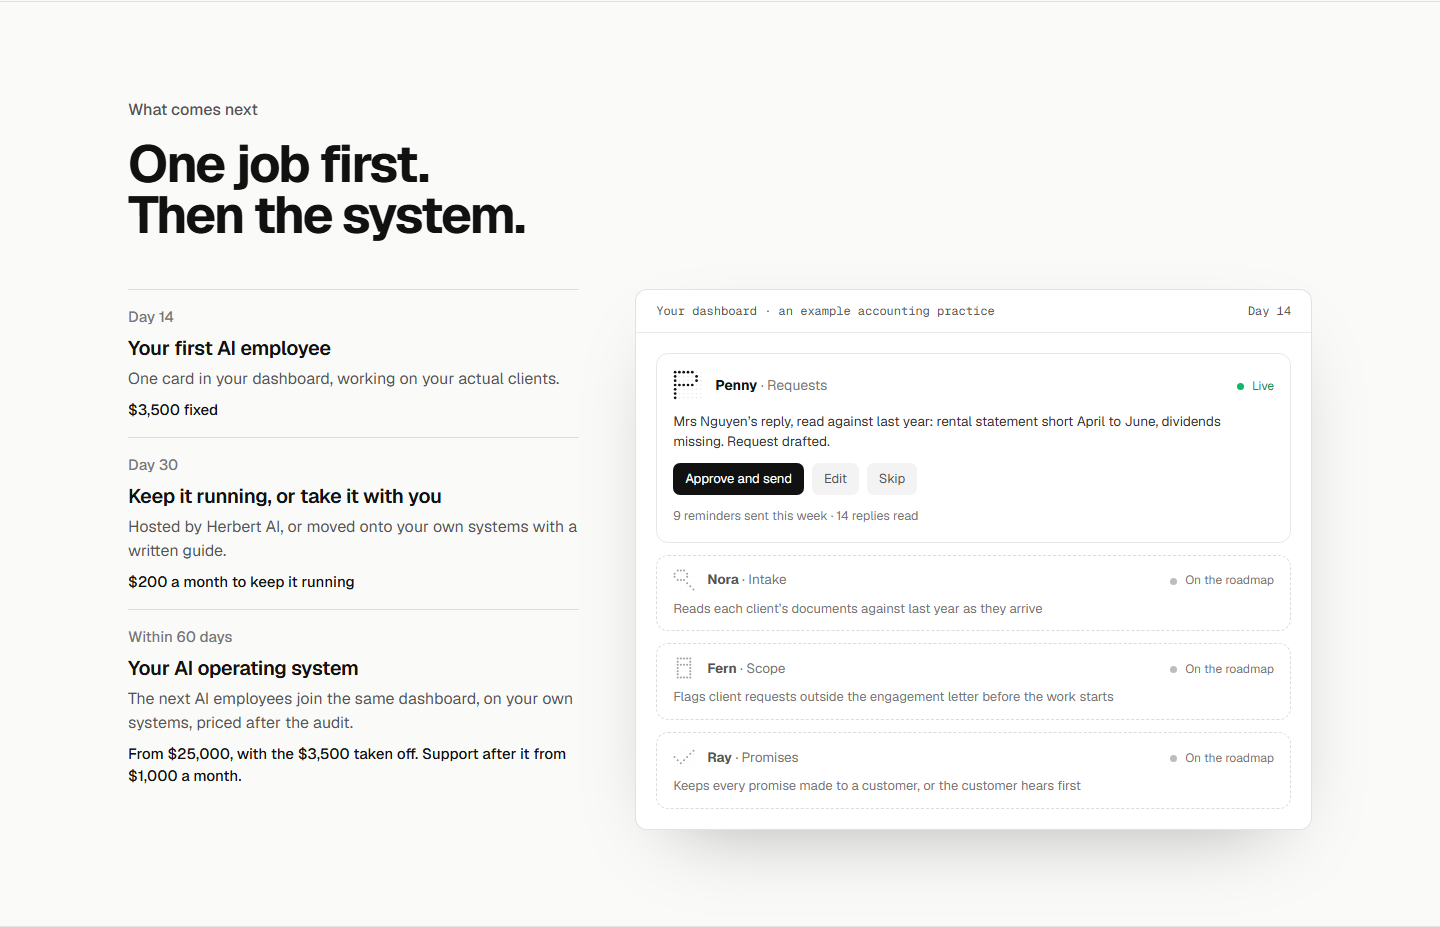 What comes next
One job first.
Then the system.
Day 14
Your first AI employee
One card in your dashboard, working on your actual clients.
$3,500 fixed
Day 30
Keep it running, or take it with you
Hosted by Herbert AI, or moved onto your own systems with a
written guide.
$200 a month to keep it running
Within 60 days
Your AI operating system
The next AI employees join the same dashboard, on your own
systems, priced after the audit.
From $25,000, with the $3,500 taken off. Support after it from
$1,000 a month.
Your dashboard · an example accounting practice Day 14
P Penny · Requests Live
Mrs Nguyen's reply, read against last year: rental statement short April to June, dividends
missing. Request drafted.
Approve and send Edit Skip
9 reminders sent this week · 14 replies read
Nora · Intake On the roadmap
Reads each client's documents against last year as they arrive
Fern · Scope On the roadmap
Flags client requests outside the engagement letter before the work starts
Ray · Promises On the roadmap
Keeps every promise made to a customer, or the customer hears first